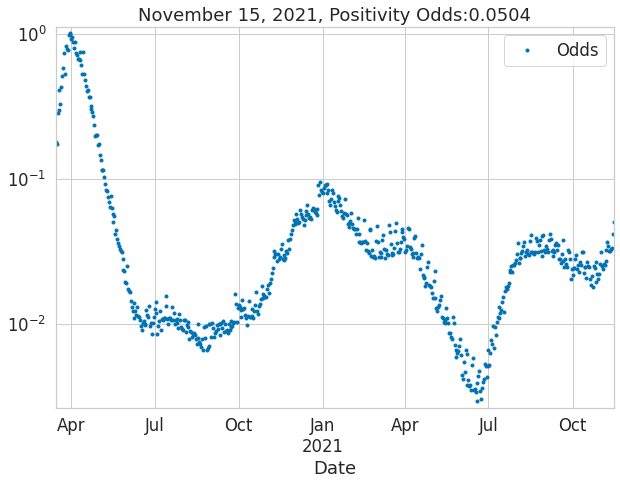 November 15, 2021, Positivity Odds:0.0504
Odds
10⁰
10⁻¹
10⁻²
Apr Jul Oct Jan Apr Jul Oct
2021
Date